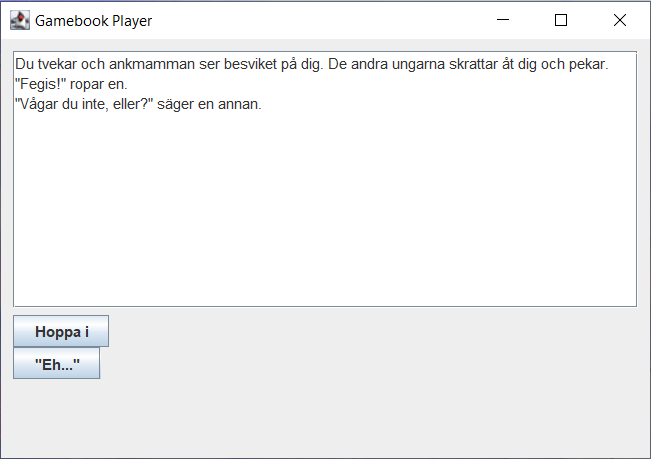 Gamebook Player
Du tvekar och ankmamman ser besviket på dig. De andra ungarna skrattar åt dig och pekar.
"Fegis!" ropar en.
"Vågar du inte, eller?" säger en annan.
Hoppa i
"Eh..."